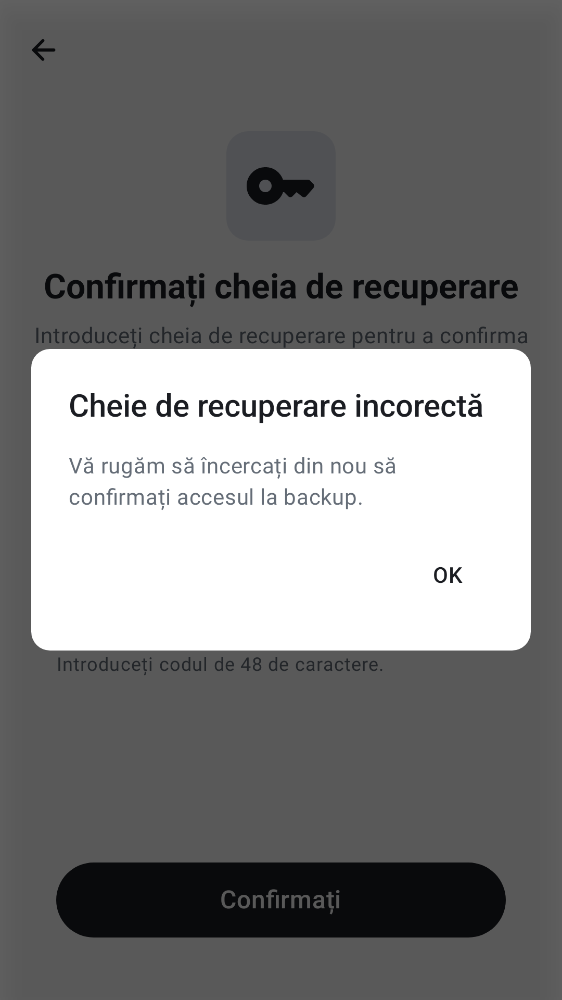 Confirmați cheia de recuperare
Introduceți cheia de recuperare pentru a confirma
Cheie de recuperare incorectă
Vă rugăm să încercați din nou să
confirmați accesul la backup.
OK
Introduceți codul de 48 de caractere.
Confirmați